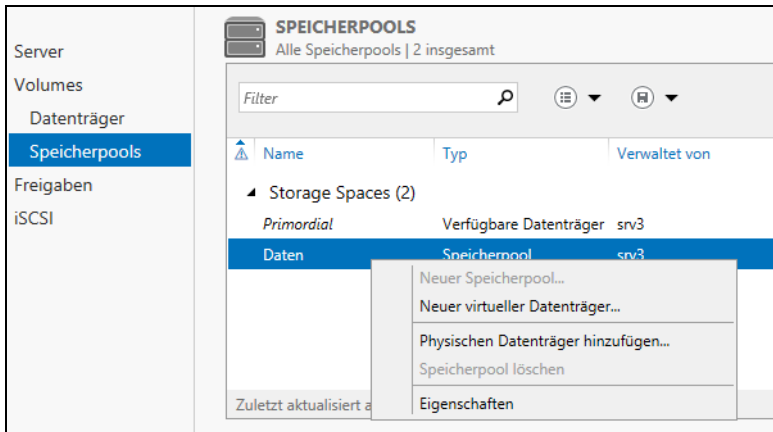 Server
Volumes
Datenträger
Speicherpools
Freigaben
iSCSI
SPEICHERPOOLS
Alle Speicherpools | 2 insgesamt
Filter
Name Typ Verwaltet von
Storage Spaces (2)
Primordial Verfügbare Datenträger srv3
Daten Speicherpool srv3
Neuer Speicherpool...
Neuer virtueller Datenträger...
Physischen Datenträger hinzufügen...
Speicherpool löschen
Eigenschaften
Zuletzt aktualisiert a